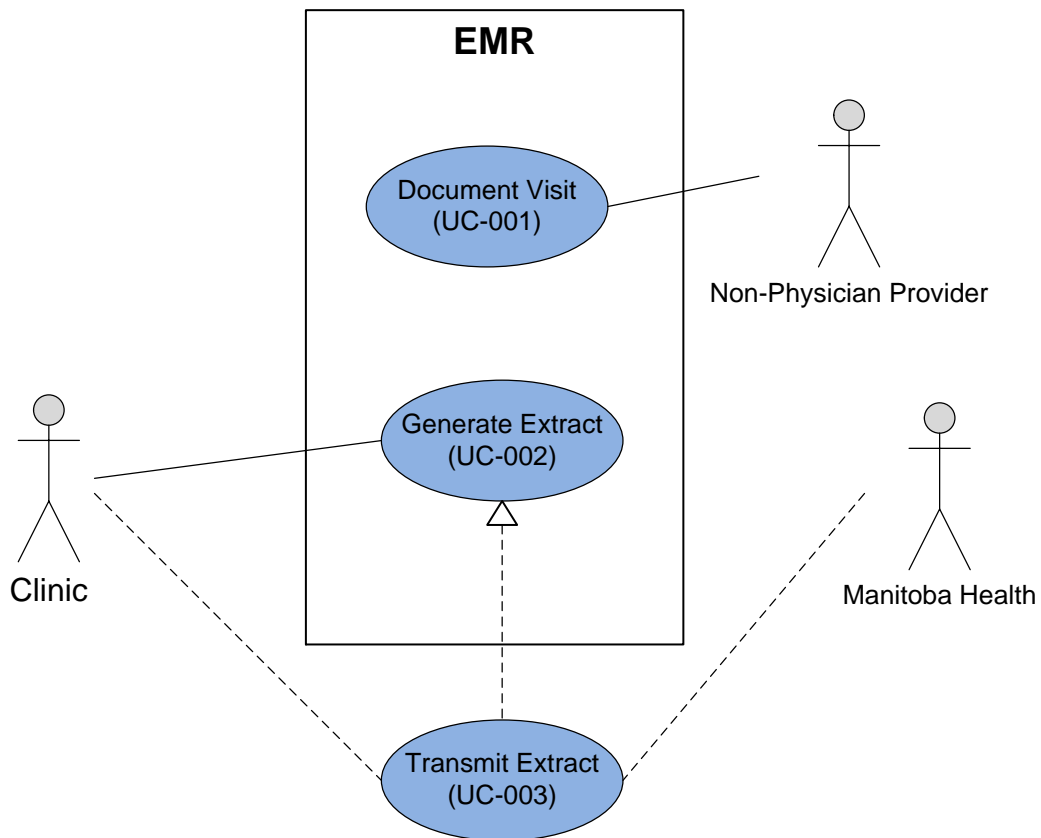 EMR
Document Visit
(UC-001)
Non-Physician Provider
Generate Extract
(UC-002)
Clinic
Manitoba Health
Transmit Extract
(UC-003)